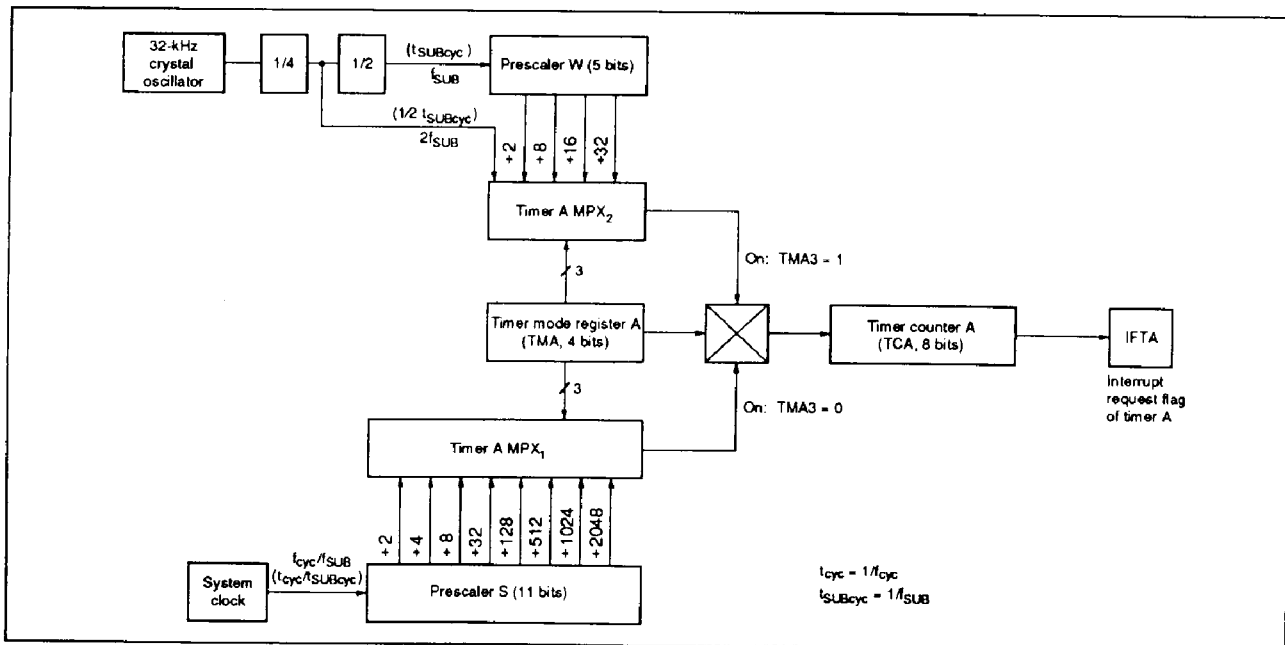 32-kHz
crystal
oscillator
1/4
1/2
(tSUBcyc)
fSUB
Prescaler W (5 bits)
(1/2 tSUBcyc)
2fSUB
÷2
÷8
÷16
÷32
Timer A MPX2
3
On: TMA3 = 1
Timer mode register A
(TMA, 4 bits)
Timer counter A
(TCA, 8 bits)
IFTA
Interrupt
request flag
of timer A
3
On: TMA3 = 0
Timer A MPX1
÷2
÷4
÷8
÷32
÷128
÷512
÷1024
÷2048
System
clock
fcyc/fSUB
(tcyc/tSUBcyc)
Prescaler S (11 bits)
tcyc = 1/fcyc
tSUBcyc = 1/fSUB